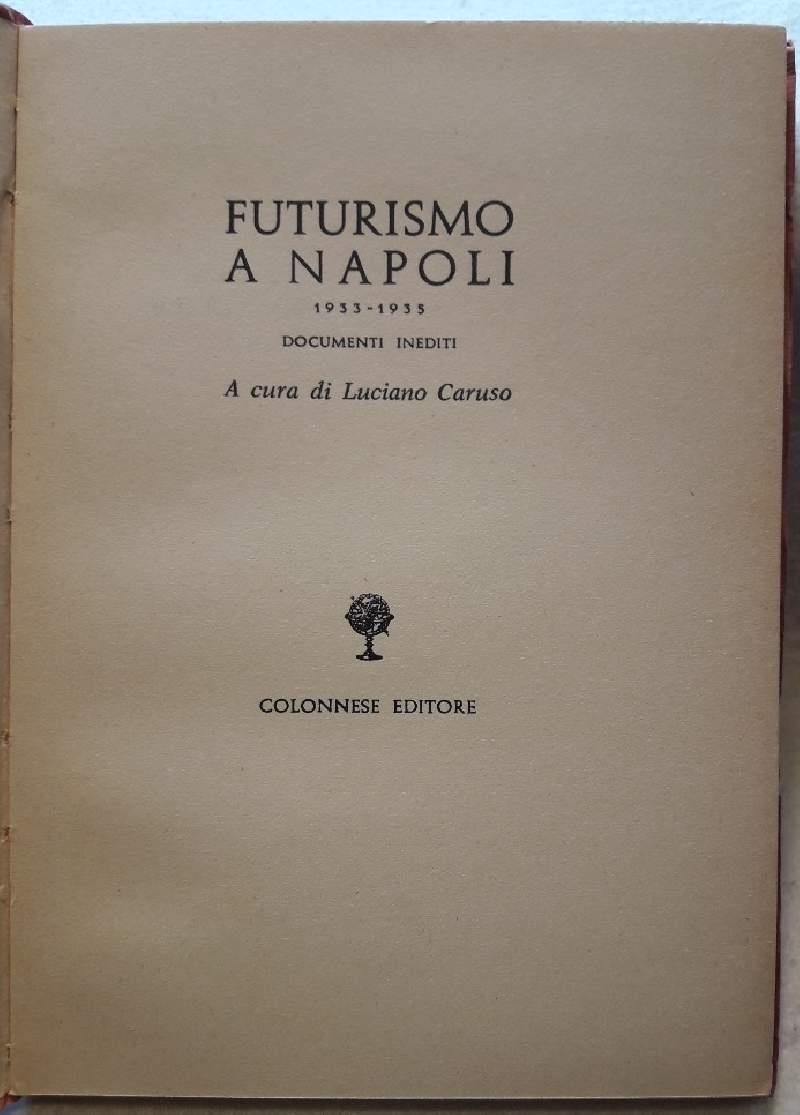 FUTURISMO
A NAPOLI
1933-1935
DOCUMENTI INEDITI
A cura di Luciano Caruso
COLONNESE EDITORE